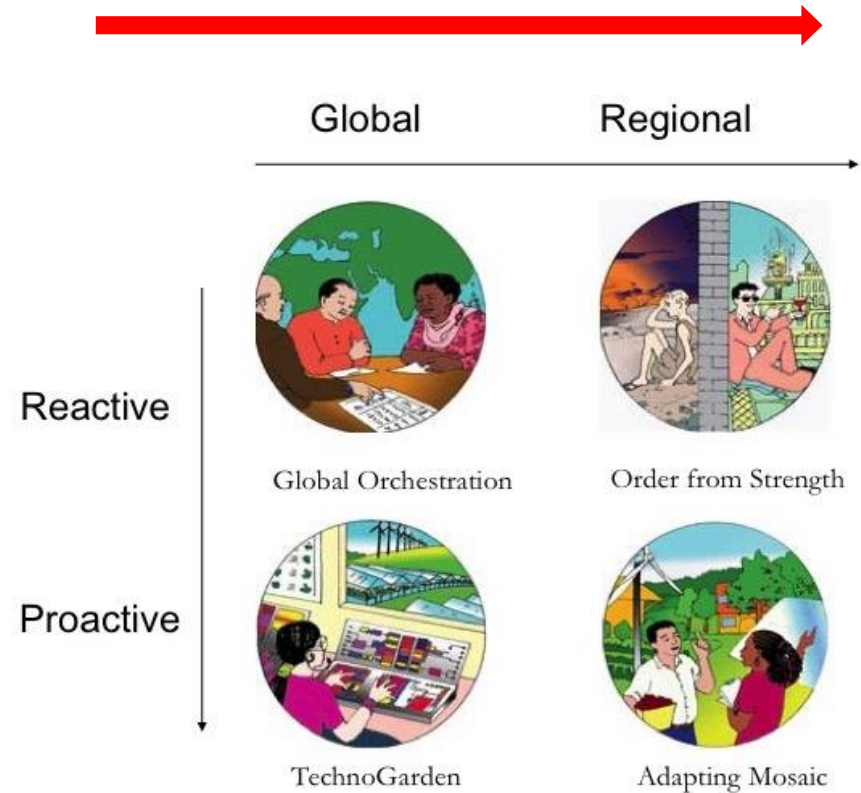 Global Regional
Reactive
Global Orchestration Order from Strength
Proactive
TechnoGarden Adapting Mosaic